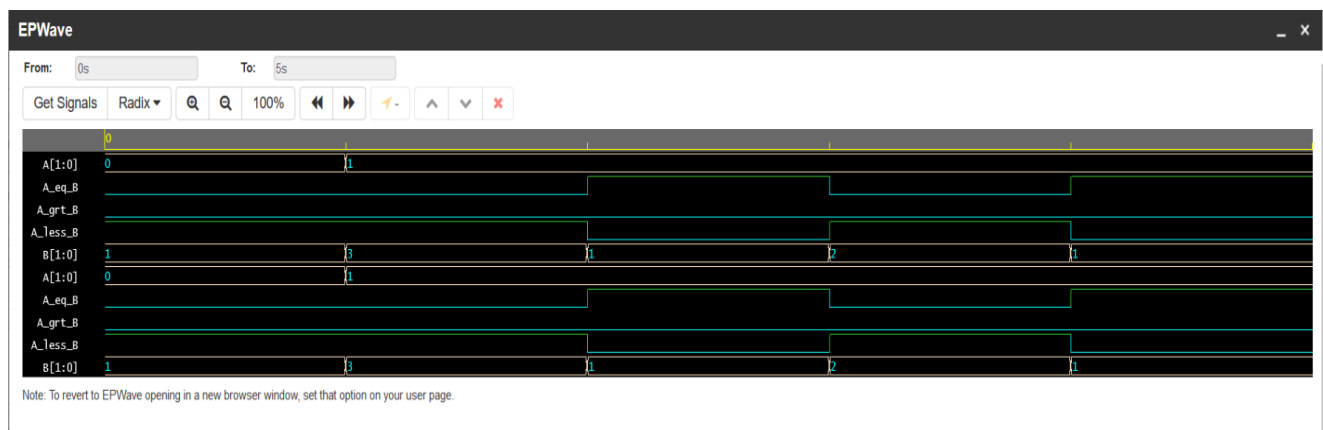 EPWave
From: 0s To: 5s
Get Signals Radix 100% -
0
A[1:0] 0 1
A_eq_B
A_grt_B
A_less_B
B[1:0] 1 3 1 2 1
A[1:0] 0 1
A_eq_B
A_grt_B
A_less_B
B[1:0] 1 3 1 2 1
Note: To revert to EPWave opening in a new browser window, set that option on your user page.